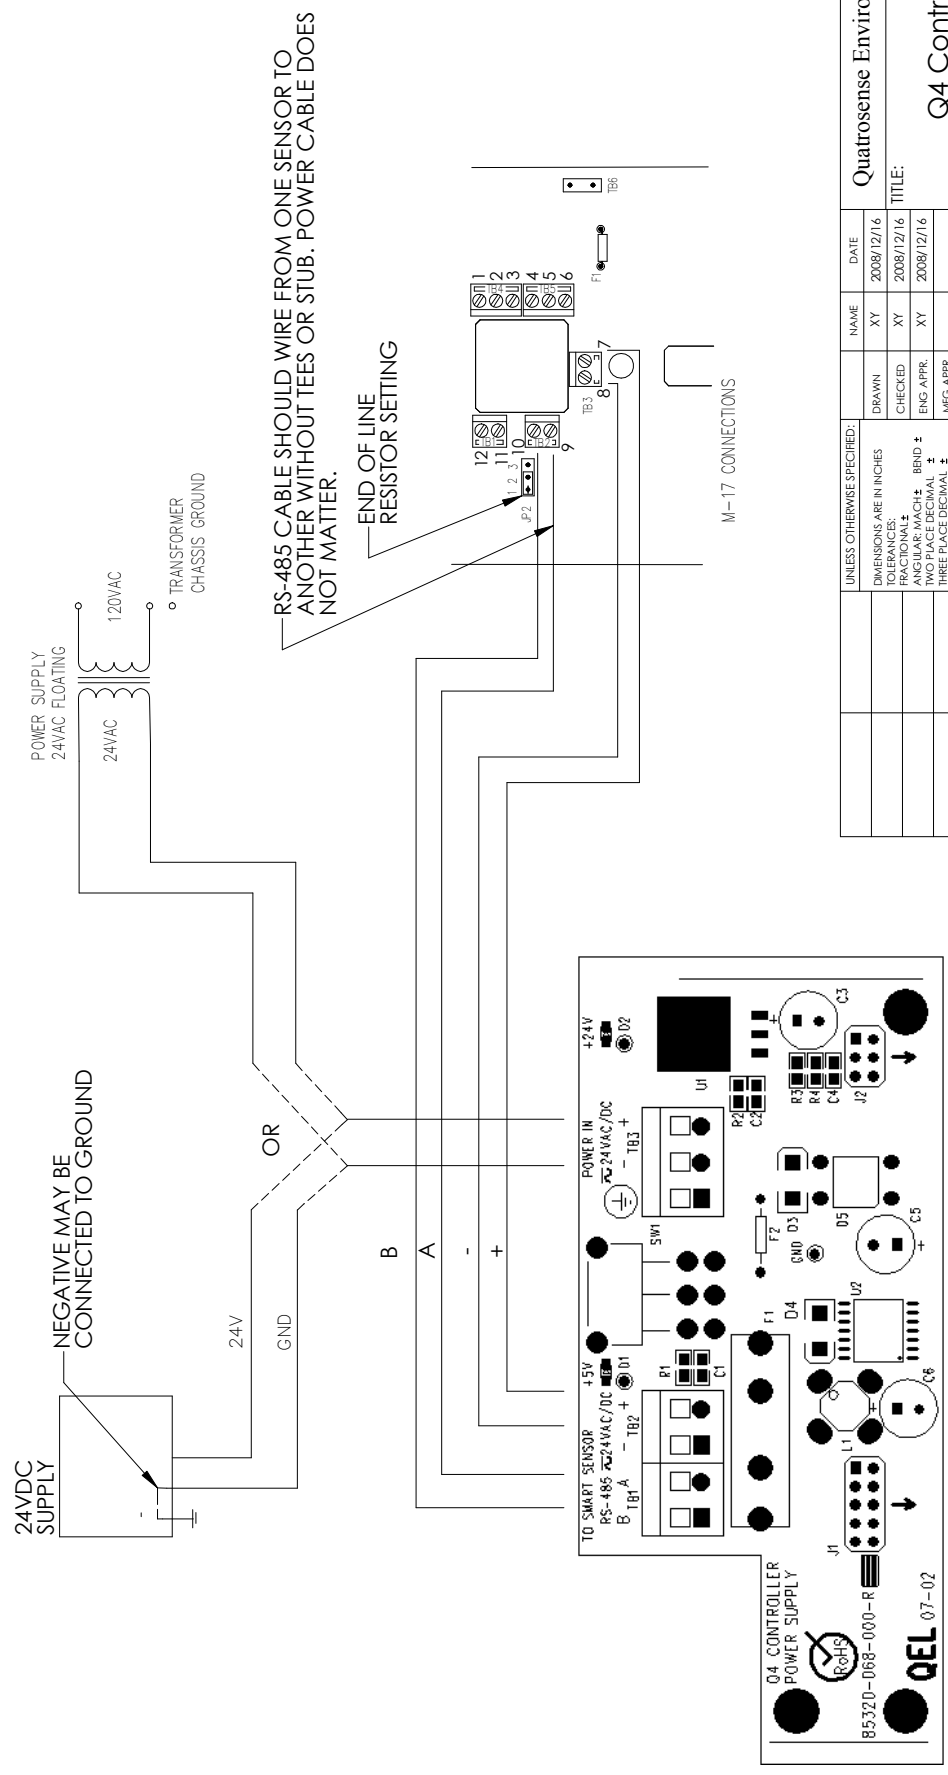 24VDC
SUPPLY
-
NEGATIVE MAY BE
CONNECTED TO GROUND
24V
GND
OR
POWER SUPPLY
24VAC FLOATING
24VAC
120VAC
TRANSFORMER
CHASSIS GROUND
RS-485 CABLE SHOULD WIRE FROM ONE SENSOR TO
ANOTHER WITHOUT TEES OR STUB. POWER CABLE DOES
NOT MATTER.
END OF LINE
RESISTOR SETTING
B
A
-
+
JP2
1 2 3
12
11
TB1
10
9
TB2
TB3
8
7
1
2
3
TB4
4
5
6
TB5
F1
TB6
M-17 CONNECTIONS
TO SMART SENSOR
RS-485 24VAC/DC
B A - +
TB1 TB2
+5V
D1
POWER IN
24VAC/DC
- +
TB3
+24V
D2
SW1
R1
C1
F1
R2
C2
U1
C3
R3
R4
C4
J2
F2
D3
GND
D5
C5
+
D4
U2
L1
C6
+
J1
Q4 CONTROLLER
POWER SUPPLY
RoHS
8532D-D68-000-R
QEL 07-02
UNLESS OTHERWISE SPECIFIED:
DIMENSIONS ARE IN INCHES
TOLERANCES:
FRACTIONAL ±
ANGULAR: MACH ± BEND ±
TWO PLACE DECIMAL ±
THREE PLACE DECIMAL ±
NAME DATE
DRAWN XY 2008/12/16
CHECKED XY 2008/12/16
ENG APPR. XY 2008/12/16
MFG APPR.
Quatrosense Enviro
TITLE:
Q4 Contr